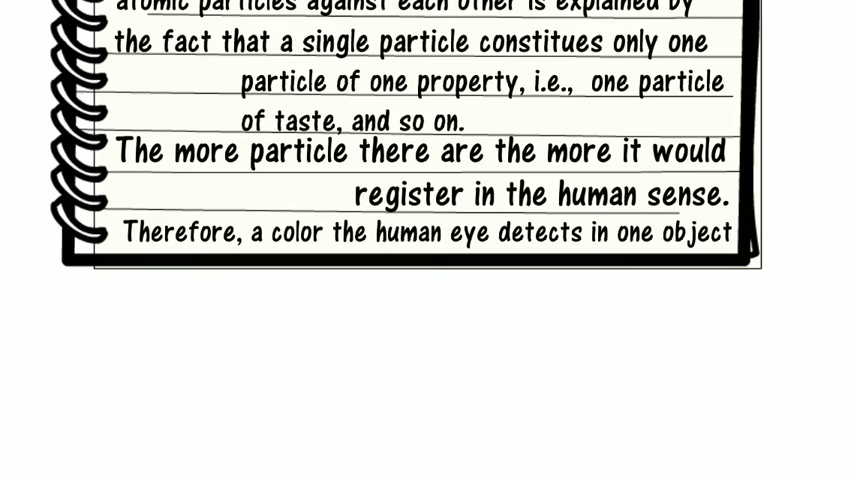 atomic particles against each other is explained by
the fact that a single particle constitues only one
particle of one property, i.e., one particle
of taste, and so on.
The more particle there are the more it would
register in the human sense.
Therefore, a color the human eye detects in one object